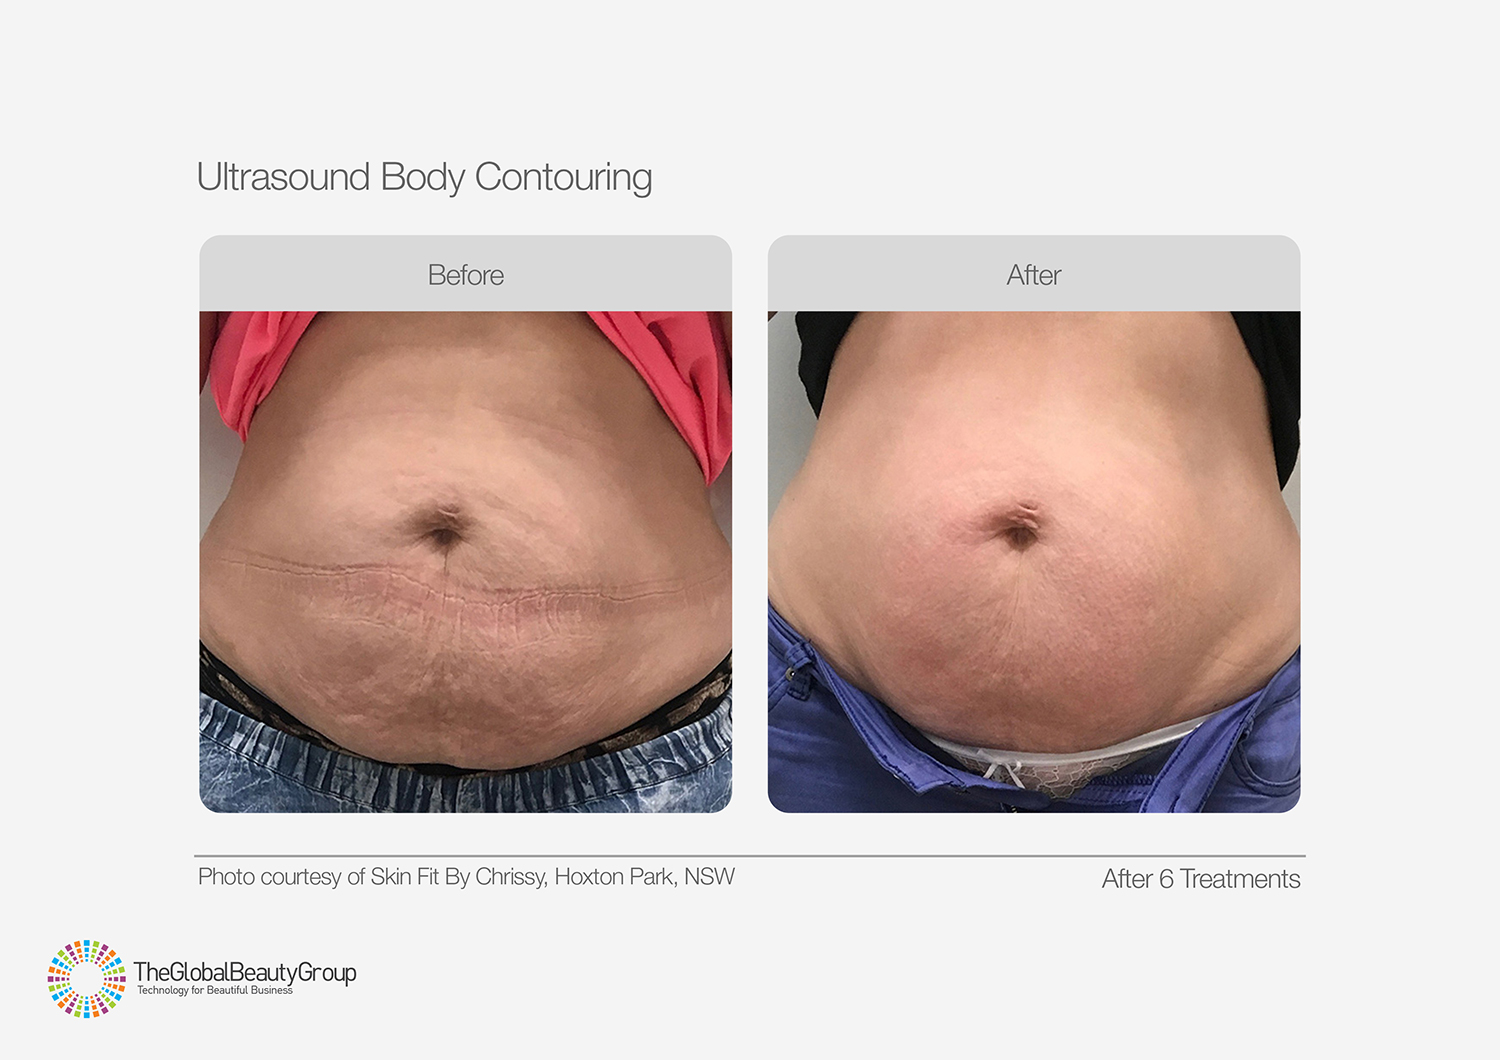 Ultrasound Body Contouring
Before
After
Photo courtesy of Skin Fit By Chrissy, Hoxton Park, NSW
After 6 Treatments
TheGlobalBeautyGroup
Technology for Beautiful Business